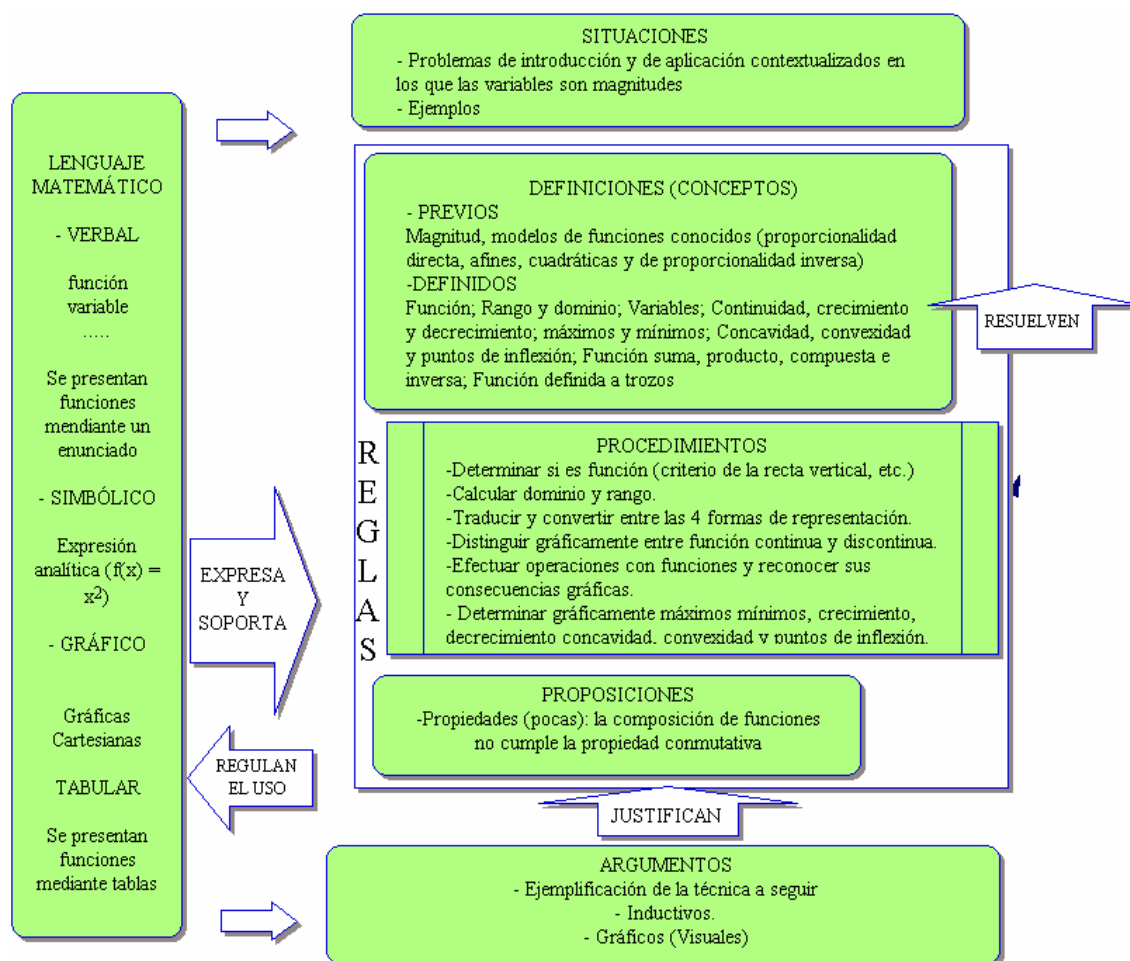 SITUACIONES
- Problemas de introducción y de aplicación contextualizados en
los que las variables son magnitudes
- Ejemplos
LENGUAJE
MATEMÁTICO
- VERBAL
función
variable
.....
Se presentan
funciones
mendiante un
enunciado
- SIMBÓLICO
Expresión
analítica (f(x) =
x²)
- GRÁFICO
Gráficas
Cartesianas
TABULAR
Se presentan
funciones
mediante tablas
EXPRESA
Y
SOPORTA
REGULAN
EL USO
REGLAS
DEFINICIONES (CONCEPTOS)
- PREVIOS
Magnitud, modelos de funciones conocidos (proporcionalidad
directa, afines, cuadráticas y de proporcionalidad inversa)
-DEFINIDOS
Función; Rango y dominio; Variables; Continuidad, crecimiento
y decrecimiento; máximos y mínimos; Concavidad, convexidad
y puntos de inflexión; Función suma, producto, compuesta e
inversa; Función definida a trozos
RESUELVEN
PROCEDIMIENTOS
-Determinar si es función (criterio de la recta vertical, etc.)
-Calcular dominio y rango.
-Traducir y convertir entre las 4 formas de representación.
-Distinguir gráficamente entre función continua y discontinua.
-Efectuar operaciones con funciones y reconocer sus
consecuencias gráficas.
- Determinar gráficamente máximos mínimos, crecimiento,
decrecimiento concavidad, convexidad y puntos de inflexión.
PROPOSICIONES
-Propiedades (pocas): la composición de funciones
no cumple la propiedad conmutativa
JUSTIFICAN
ARGUMENTOS
- Ejemplificación de la técnica a seguir
- Inductivos.
- Gráficos (Visuales)